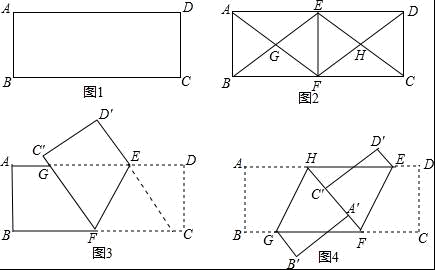 A D A E D
G H
B C B F C
图1 图2
D'
C' E D A H D' E D
A G C' A'
B F C B G F C
B'
图3 图4